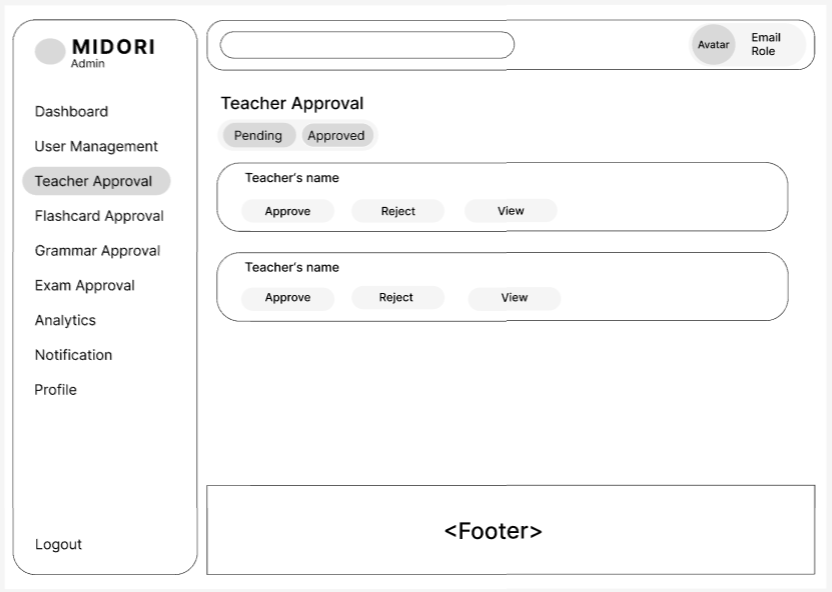 MIDORI
Admin
Dashboard
User Management
Teacher Approval
Flashcard Approval
Grammar Approval
Exam Approval
Analytics
Notification
Profile
Logout
Avatar
Email
Role
Teacher Approval
Pending Approved
Teacher's name
Approve Reject View
Teacher's name
Approve Reject View
<Footer>